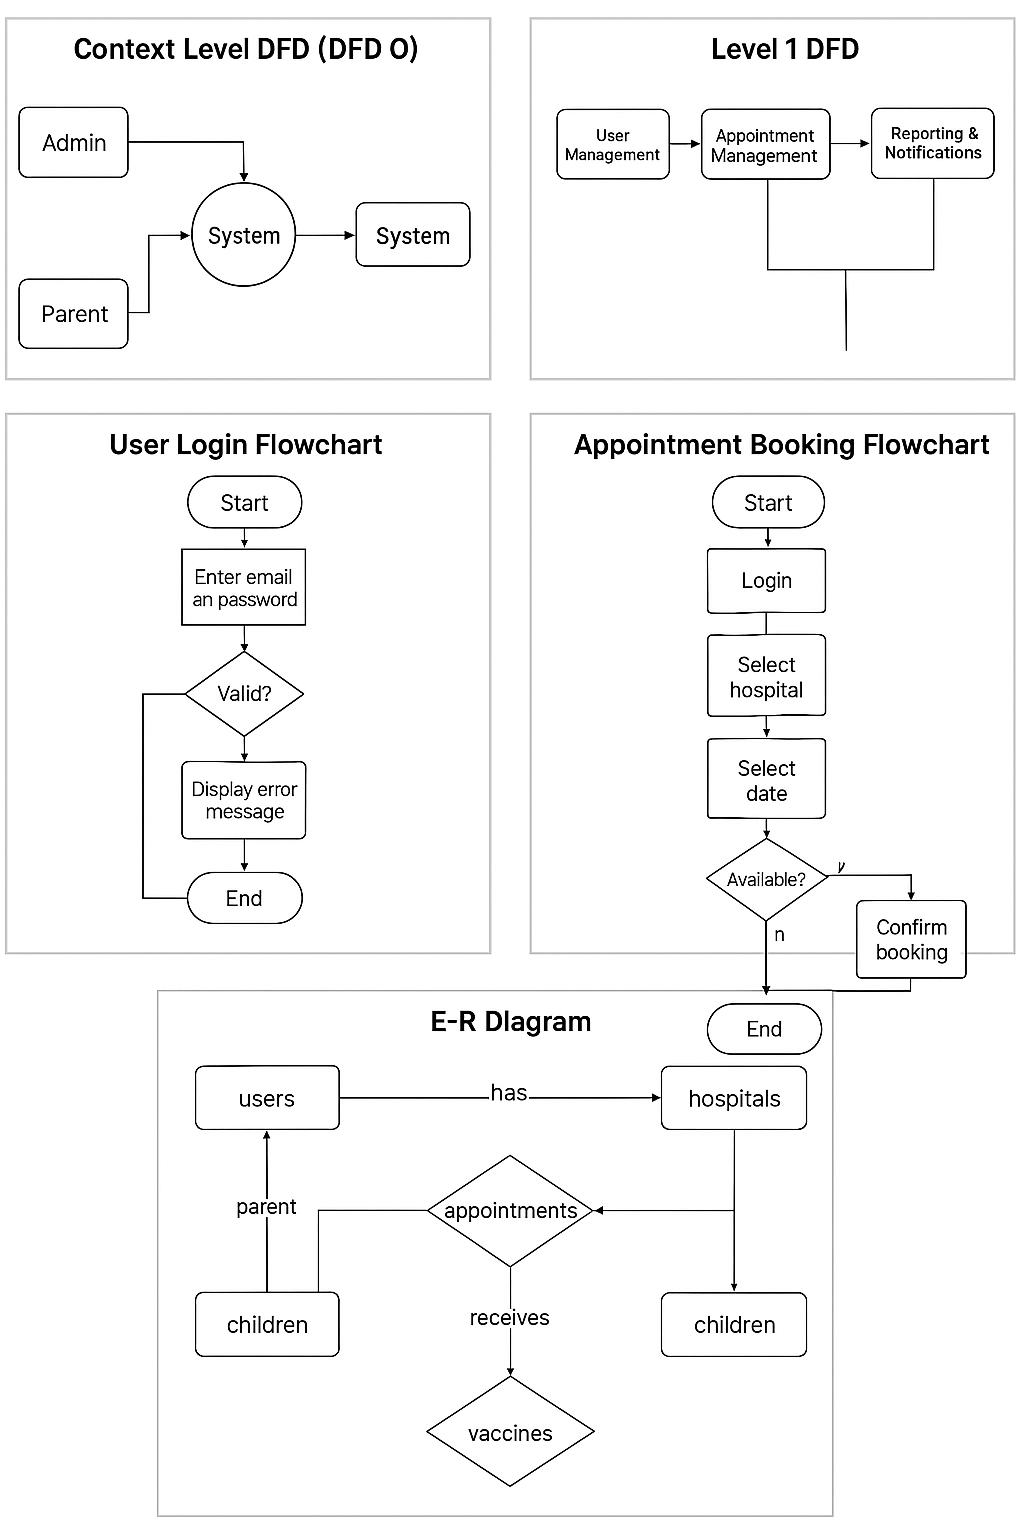 Context Level DFD (DFD O)
Admin
System
System
Parent
Level 1 DFD
User
Management
Appointment
Management
Reporting &
Notifications
User Login Flowchart
Start
Enter email
an password
Valid?
Display error
message
End
Appointment Booking Flowchart
Start
Login
Select
hospital
Select
date
Available?
y
n
Confirm
booking
End
E-R DIagram
users
has
hospitals
parent
appointments
children
receives
children
vaccines